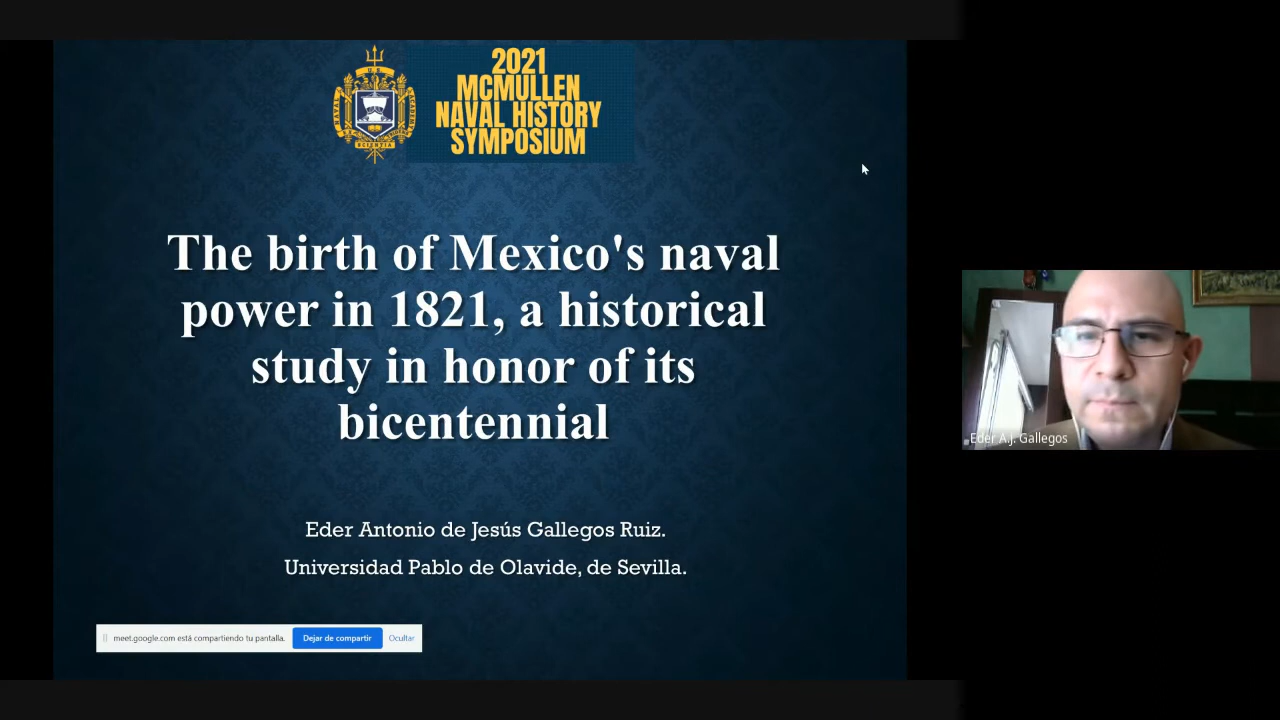 2021
MCMULLEN
NAVAL HISTORY
SYMPOSIUM
The birth of Mexico's naval
power in 1821, a historical
study in honor of its
bicentennial
Eder Antonio de Jesús Gallegos Ruiz.
Universidad Pablo de Olavide, de Sevilla.
meet.google.com está compartiendo tu pantalla. Dejar de compartir Ocultar
Eder A.J. Gallegos